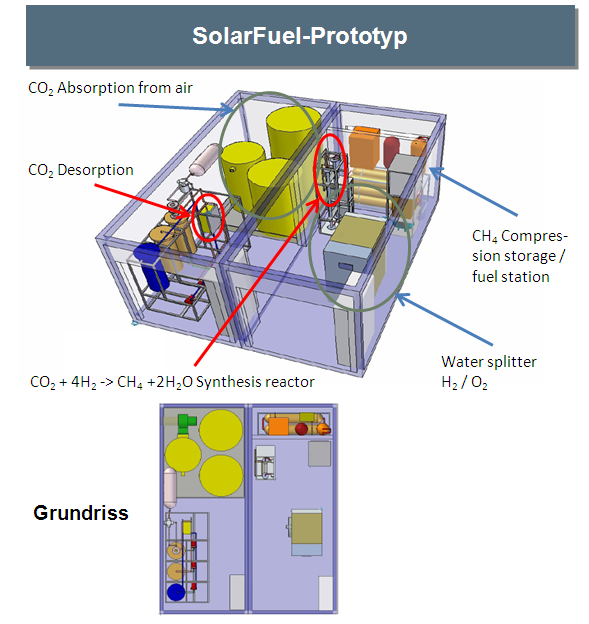 SolarFuel-Prototyp
CO₂ Absorption from air
CO₂ Desorption
CH₄ Compres-
sion storage /
fuel station
Water splitter
H₂ / O₂
CO₂ + 4H₂ -> CH₄ +2H₂O Synthesis reactor
Grundriss